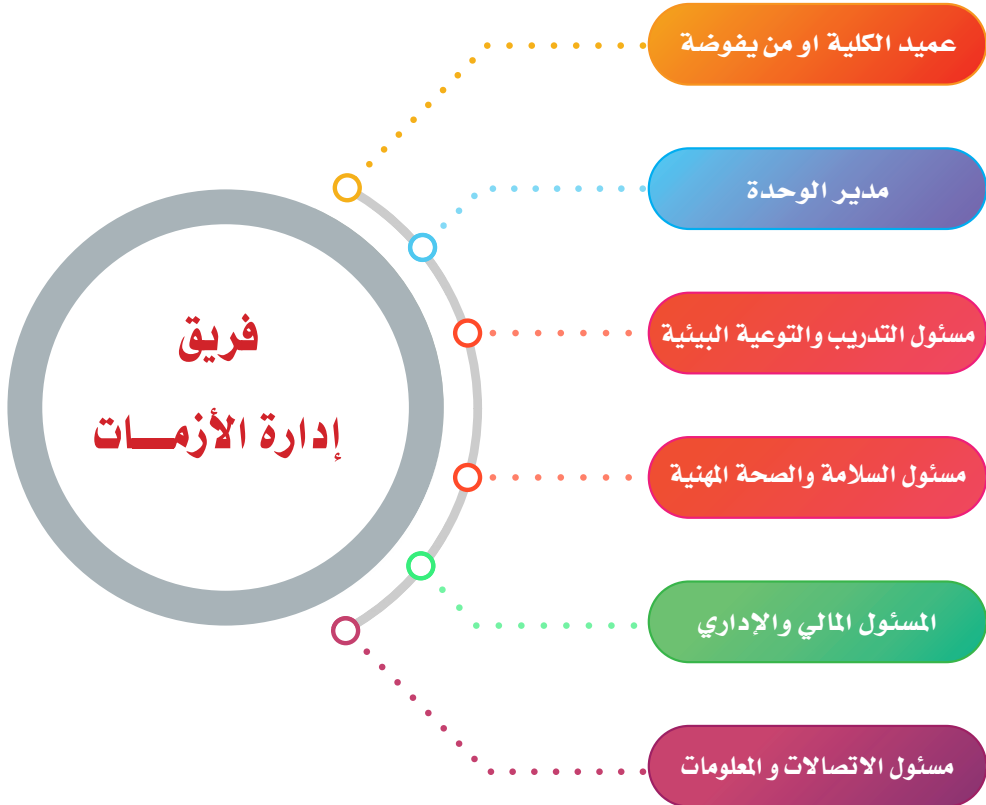 فريق
إدارة الأزمـــات
عميد الكلية او من يفوضة
مدير الوحدة
مسئول التدريب والتوعية البيئية
مسئول السلامة والصحة المهنية
المسئول المالي والإداري
مسئول الاتصالات و المعلومات